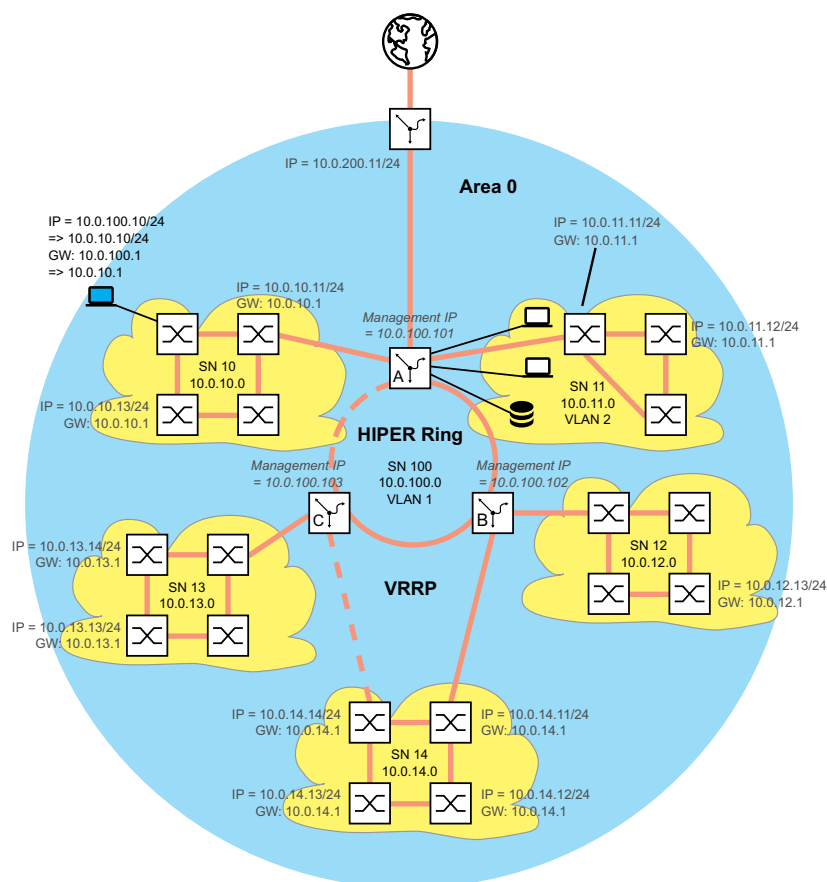 IP = 10.0.200.11/24
Area 0
IP = 10.0.100.10/24
=> 10.0.10.10/24
GW: 10.0.100.1
=> 10.0.10.1
IP = 10.0.11.11/24
GW: 10.0.11.1
IP = 10.0.10.11/24
GW: 10.0.10.1
Management IP
= 10.0.100.101
IP = 10.0.11.12/24
GW: 10.0.11.1
SN 10
10.0.10.0
A
SN 11
10.0.11.0
VLAN 2
IP = 10.0.10.13/24
GW: 10.0.10.1
HIPER Ring
SN 100
10.0.100.0
VLAN 1
Management IP
= 10.0.100.103
Management IP
= 10.0.100.102
C
B
IP = 10.0.13.14/24
GW: 10.0.13.1
SN 12
10.0.12.0
SN 13
10.0.13.0
VRRP
IP = 10.0.12.13/24
GW: 10.0.12.1
IP = 10.0.13.13/24
GW: 10.0.13.1
IP = 10.0.14.14/24
GW: 10.0.14.1
IP = 10.0.14.11/24
GW: 10.0.14.1
SN 14
10.0.14.0
IP = 10.0.14.13/24
GW: 10.0.14.1
IP = 10.0.14.12/24
GW: 10.0.14.1